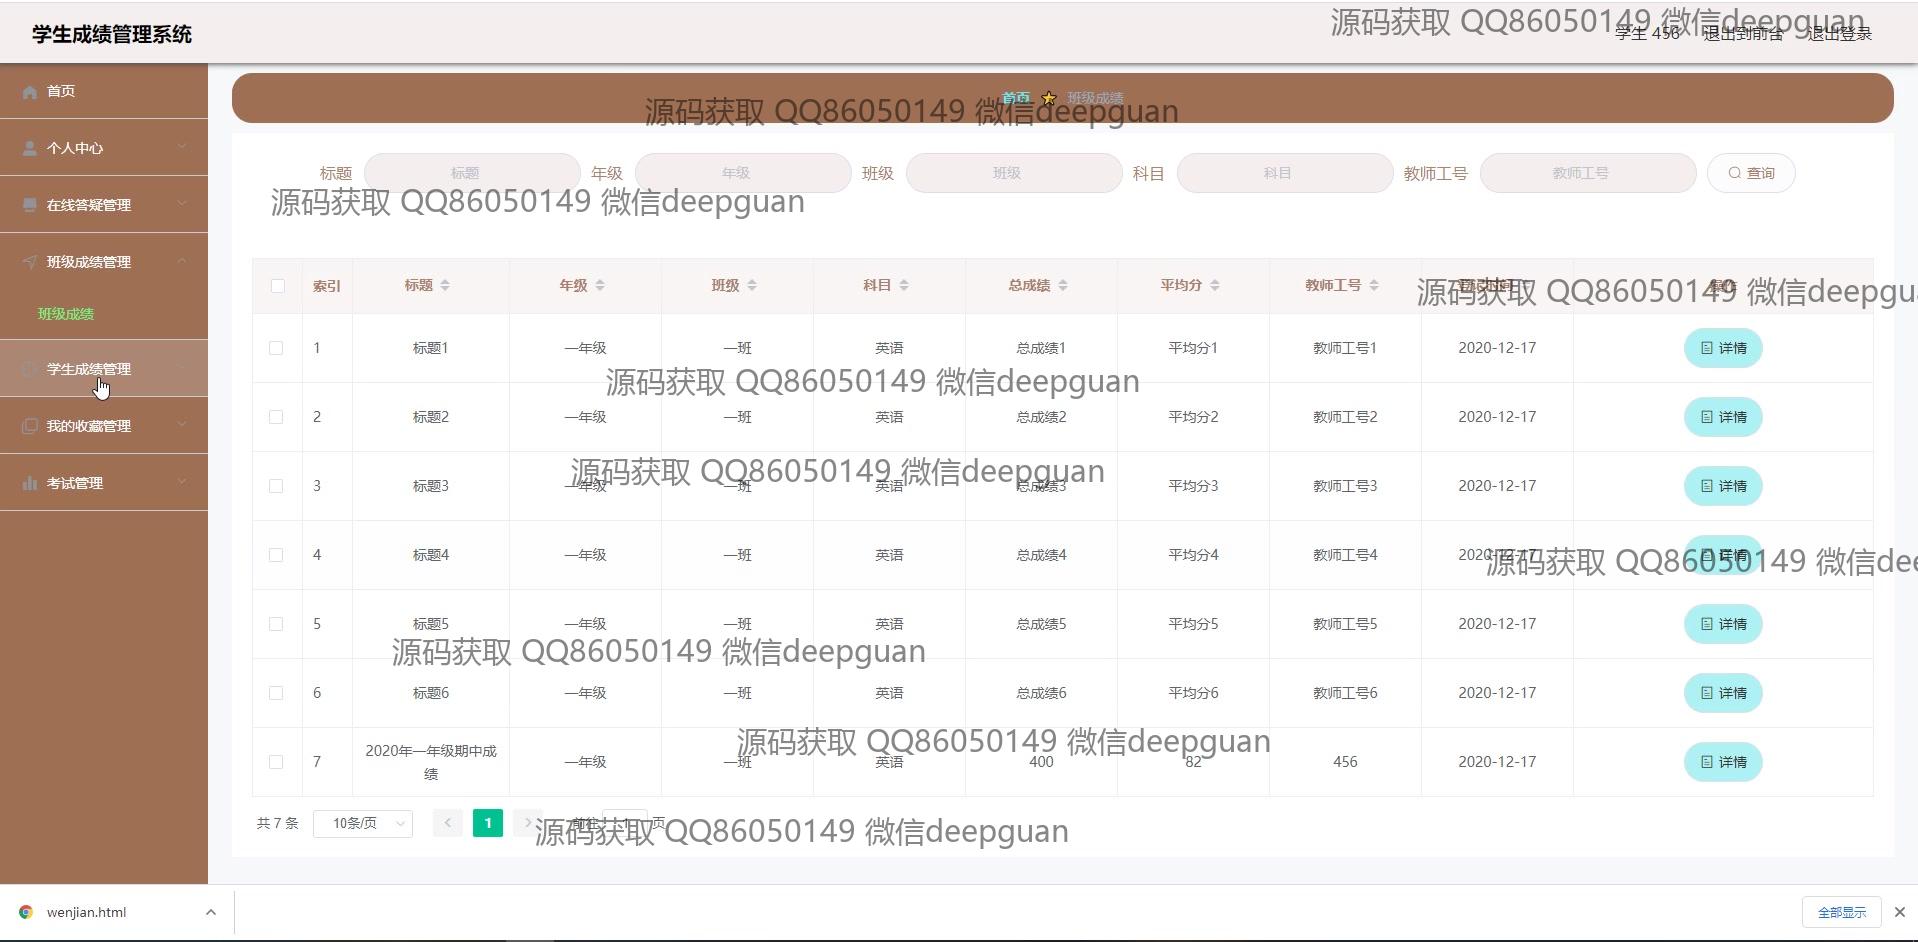 学生成绩管理系统
源码获取 QQ86050149 微信deepguan
学生 456 退出到前台 退出登录
首页
个人中心
在线答疑管理
班级成绩管理
班级成绩
学生成绩管理
我的收藏管理
考试管理
首页 班级成绩
源码获取 QQ86050149 微信deepguan
标题 标题 年级 年级 班级 班级 科目 科目 教师工号 教师工号 查询
源码获取 QQ86050149 微信deepguan
索引 标题 年级 班级 科目 总成绩 平均分 教师工号 操作
源码获取 QQ86050149 微信deepgu
1 标题1 一年级 一班 英语 总成绩1 平均分1 教师工号1 2020-12-17 详情
源码获取 QQ86050149 微信deepguan
2 标题2 一年级 一班 英语 总成绩2 平均分2 教师工号2 2020-12-17 详情
源码获取 QQ86050149 微信deepguan
3 标题3 一年级 一班 英语 总成绩3 平均分3 教师工号3 2020-12-17 详情
4 标题4 一年级 一班 英语 总成绩4 平均分4 教师工号4 2020-12-17 详情
源码获取 QQ86050149 微信dee
5 标题5 一年级 一班 英语 总成绩5 平均分5 教师工号5 2020-12-17 详情
源码获取 QQ86050149 微信deepguan
6 标题6 一年级 一班 英语 总成绩6 平均分6 教师工号6 2020-12-17 详情
源码获取 QQ86050149 微信deepguan
7 2020年一年级期中成
绩 一年级 一班 英语 400 82 456 2020-12-17 详情
共 7 条 10条/页 1 前往 1 页
源码获取 QQ86050149 微信deepguan
wenjian.html 全部显示